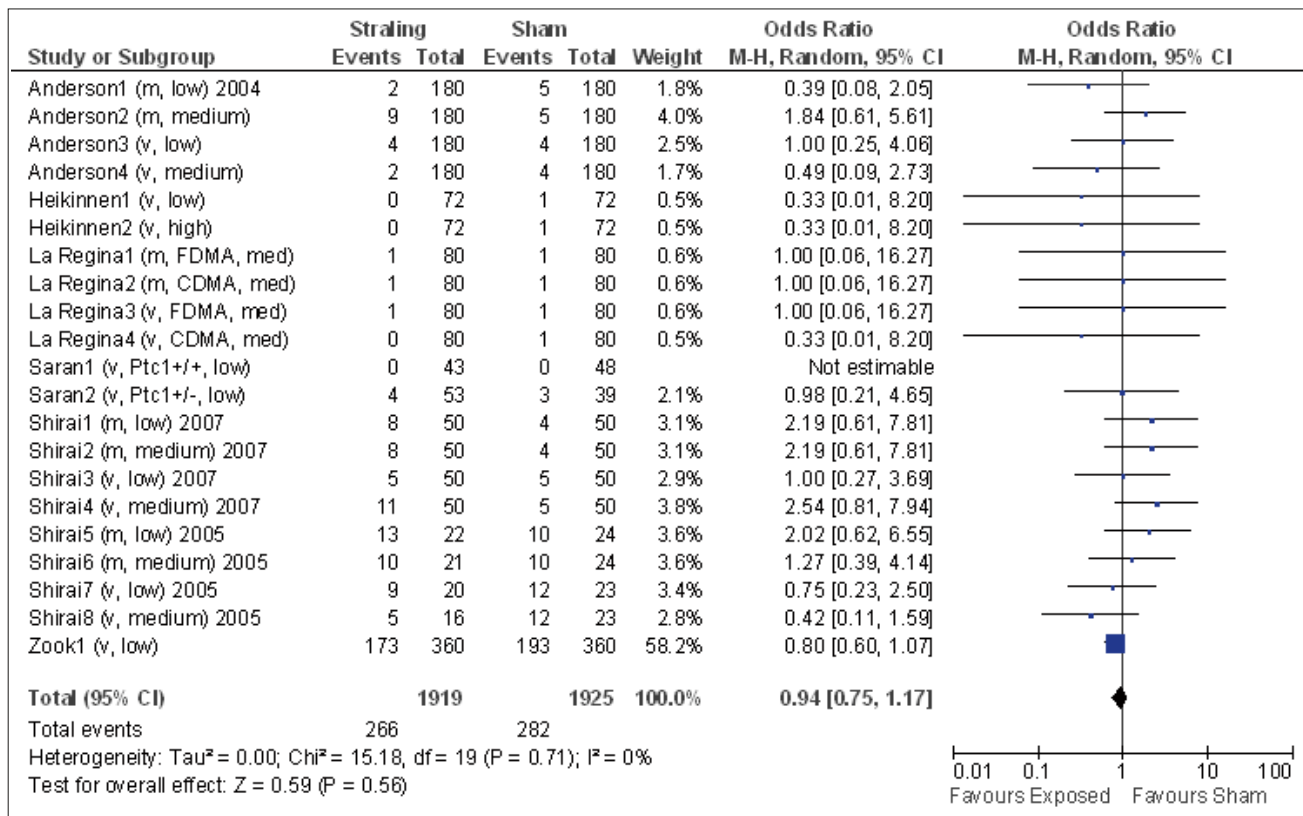 Straling Sham Odds Ratio Odds Ratio
Study or Subgroup Events Total Events Total Weight M-H, Random, 95% CI M-H, Random, 95% CI
Anderson1 (m, low) 2004 2 180 5 180 1.8% 0.39 [0.08, 2.05]
Anderson2 (m, medium) 9 180 5 180 4.0% 1.84 [0.61, 5.61]
Anderson3 (v, low) 4 180 4 180 2.5% 1.00 [0.25, 4.06]
Anderson4 (v, medium) 2 180 4 180 1.7% 0.49 [0.09, 2.73]
Heikinnen1 (v, low) 0 72 1 72 0.5% 0.33 [0.01, 8.20]
Heikinnen2 (v, high) 0 72 1 72 0.5% 0.33 [0.01, 8.20]
La Regina1 (m, FDMA, med) 1 80 1 80 0.6% 1.00 [0.06, 16.27]
La Regina2 (m, CDMA, med) 1 80 1 80 0.6% 1.00 [0.06, 16.27]
La Regina3 (v, FDMA, med) 1 80 1 80 0.6% 1.00 [0.06, 16.27]
La Regina4 (v, CDMA, med) 0 80 1 80 0.5% 0.33 [0.01, 8.20]
Saran1 (v, Ptc1+/+, low) 0 43 0 48 Not estimable
Saran2 (v, Ptc1+/-, low) 4 53 3 39 2.1% 0.98 [0.21, 4.65]
Shirai1 (m, low) 2007 8 50 4 50 3.1% 2.19 [0.61, 7.81]
Shirai2 (m, medium) 2007 8 50 4 50 3.1% 2.19 [0.61, 7.81]
Shirai3 (v, low) 2007 5 50 5 50 2.9% 1.00 [0.27, 3.69]
Shirai4 (v, medium) 2007 11 50 5 50 3.8% 2.54 [0.81, 7.94]
Shirai5 (m, low) 2005 13 22 10 24 3.6% 2.02 [0.62, 6.55]
Shirai6 (m, medium) 2005 10 21 10 24 3.6% 1.27 [0.39, 4.14]
Shirai7 (v, low) 2005 9 20 12 23 3.4% 0.75 [0.23, 2.50]
Shirai8 (v, medium) 2005 5 16 12 23 2.8% 0.42 [0.11, 1.59]
Zook1 (v, low) 173 360 193 360 58.2% 0.80 [0.60, 1.07]
Total (95% CI) 1919 1925 100.0% 0.94 [0.75, 1.17]
Total events 266 282
Heterogeneity: Tau² = 0.00; Chi² = 15.18, df = 19 (P = 0.71); I² = 0%
Test for overall effect: Z = 0.59 (P = 0.56)
0.01 0.1 1 10 100
Favours Exposed Favours Sham